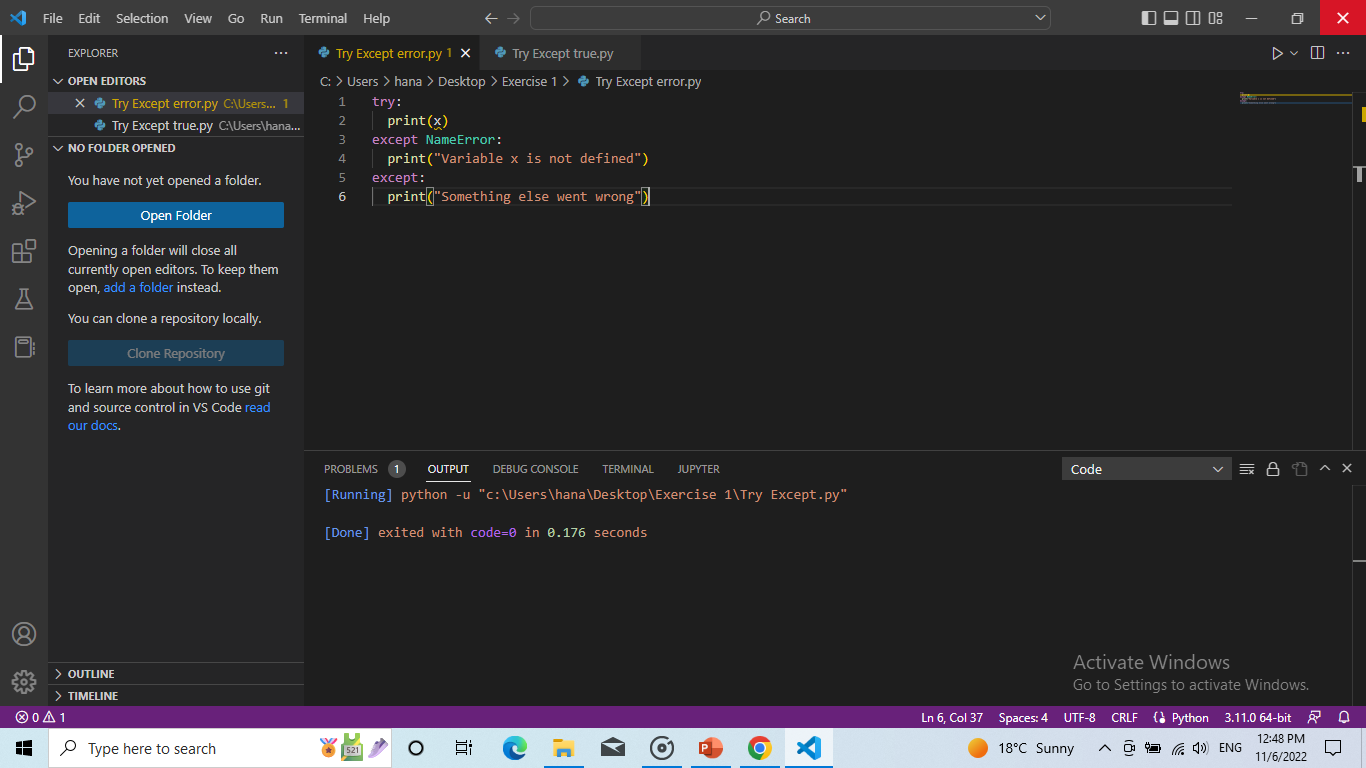 File Edit Selection View Go Run Terminal Help
Search
EXPLORER
OPEN EDITORS
Try Except error.py C:\Users... 1
Try Except true.py C:\Users\hana...
NO FOLDER OPENED
You have not yet opened a folder.
Open Folder
Opening a folder will close all
currently open editors. To keep them
open, add a folder instead.
You can clone a repository locally.
Clone Repository
To learn more about how to use git
and source control in VS Code read
our docs.
OUTLINE
TIMELINE
Try Except error.py 1
Try Except true.py
C: > Users > hana > Desktop > Exercise 1 > Try Except error.py
1 try:
2 print(x)
3 except NameError:
4 print("Variable x is not defined")
5 except:
6 print("Something else went wrong")
PROBLEMS 1 OUTPUT DEBUG CONSOLE TERMINAL JUPYTER
Code
[Running] python -u "c:\Users\hana\Desktop\Exercise 1\Try Except.py"
[Done] exited with code=0 in 0.176 seconds
Activate Windows
Go to Settings to activate Windows.
0 1
Ln 6, Col 37 Spaces: 4 UTF-8 CRLF Python 3.11.0 64-bit
Type here to search
521
18°C Sunny
ENG
12:48 PM
11/6/2022